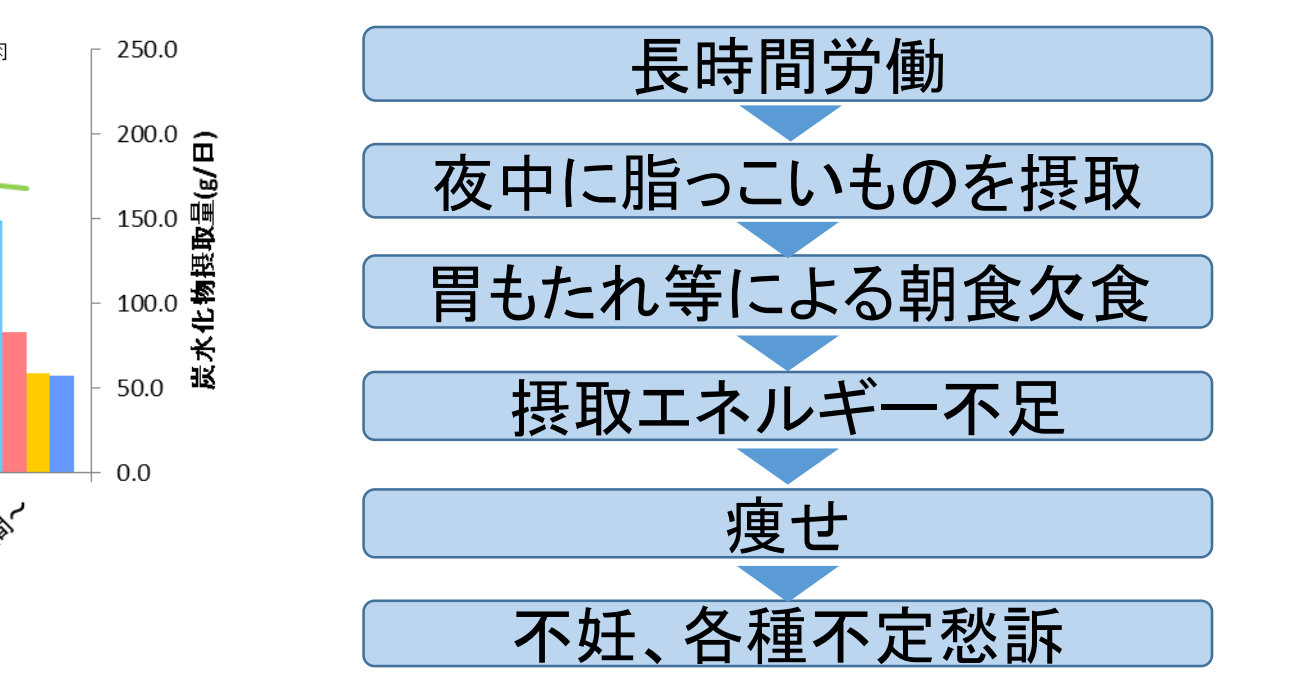 肉
250.0
200.0
150.0
100.0
50.0
0.0
炭水化物摂取量(g/日)
間～
長時間労働
夜中に脂っこいものを摂取
胃もたれ等による朝食欠食
摂取エネルギー不足
痩せ
不妊、各種不定愁訴